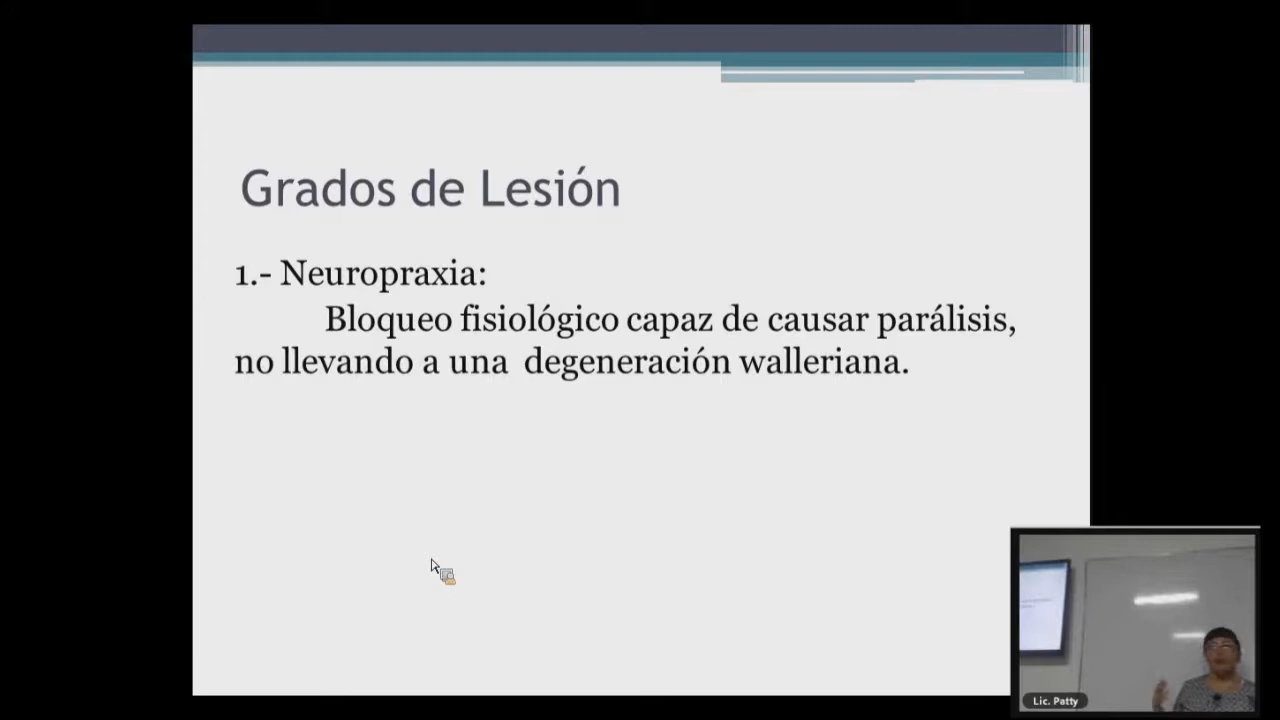 Grados de Lesión
1.- Neuropraxia:
Bloqueo fisiológico capaz de causar parálisis,
no llevando a una degeneración walleriana.
Lic. Patty